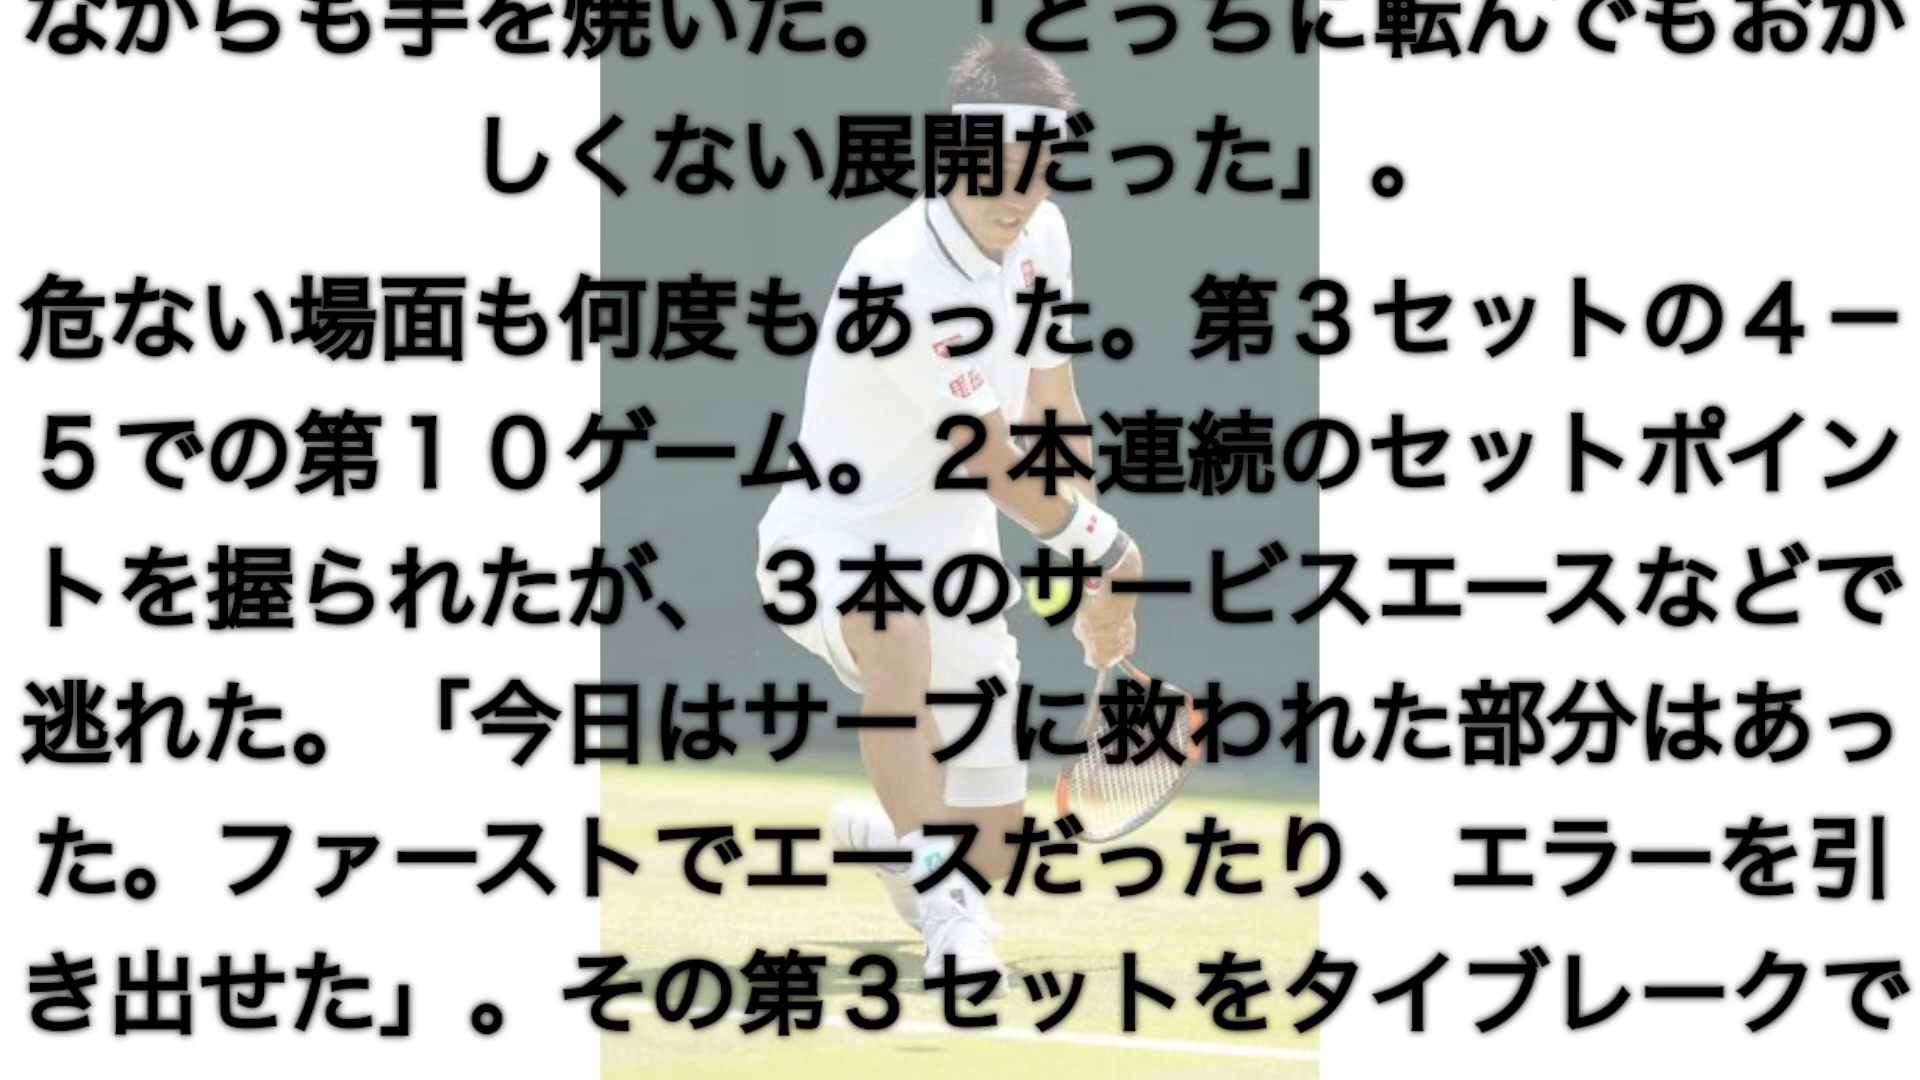 ながらも手を焼いた。「どっちに転んでもおか
しくない展開だった」。
危ない場面も何度もあった。第３セットの４－
５での第１０ゲーム。２本連続のセットポイン
トを握られたが、３本のサービスエースなどで
逃れた。「今日はサーブに救われた部分はあっ
た。ファーストでエースだったり、エラーを引
き出せた」。その第３セットをタイブレークで